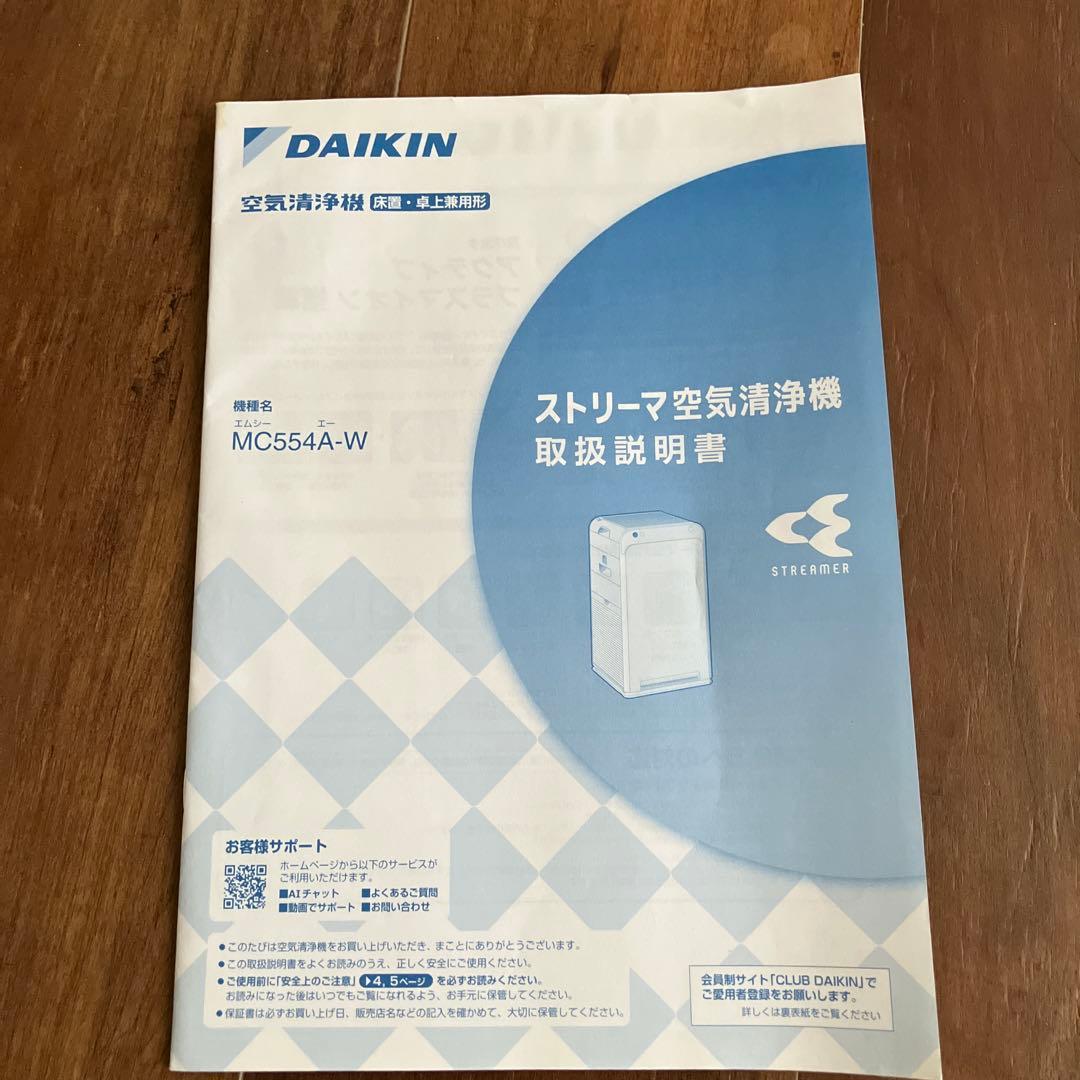 DAIKIN
空気清浄機 床置・卓上兼用形
機種名
エムシー エー
MC554A-W
ストリーマ空気清浄機
取扱説明書
STREAMER
お客様サポート
ホームページから以下のサービスが
ご利用いただけます。
■AIチャット ■よくあるご質問
■動画でサポート ■お問い合わせ
●このたびは空気清浄機をお買い上げいただき、まことにありがとうございます。
●この取扱説明書をよくお読みのうえ、正しく安全にご使用ください。
●ご使用前に「安全上のご注意」 4, 5ページ を必ずお読みください。
お読みになった後はいつでもご覧になれるよう、お手元に保管してください。
●保証書は必ずお買い上げ日、販売店名などの記入を確かめて、大切に保管してください。
会員制サイト「CLUB DAIKIN」で
ご愛用者登録をお願いします。
詳しくは裏表紙をご覧ください